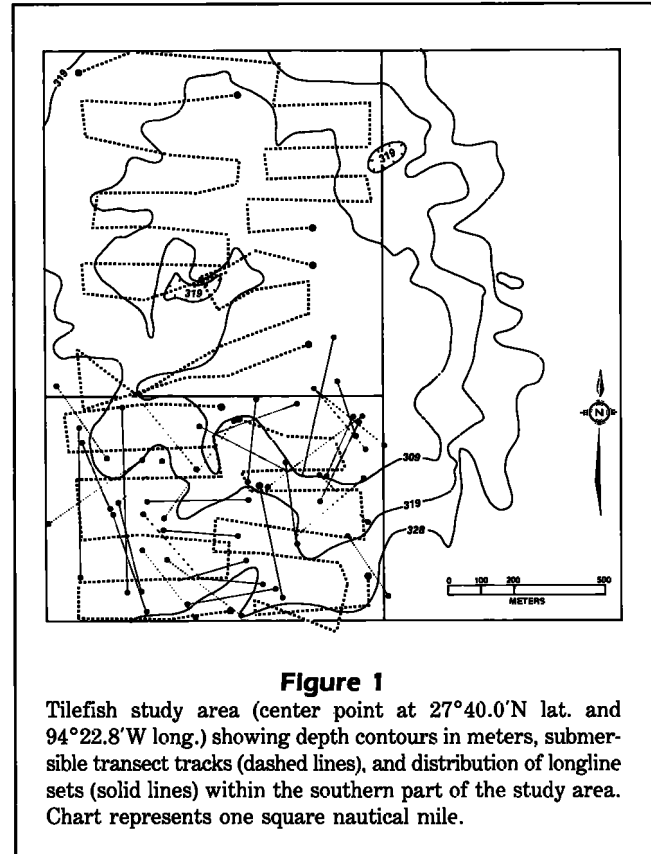 319
319
319
N
309
319
328
0 100 200 500
METERS
Figure 1
Tilefish study area (center point at 27°40.0'N lat. and
94°22.8'W long.) showing depth contours in meters, submer-
sible transect tracks (dashed lines), and distribution of longline
sets (solid lines) within the southern part of the study area.
Chart represents one square nautical mile.